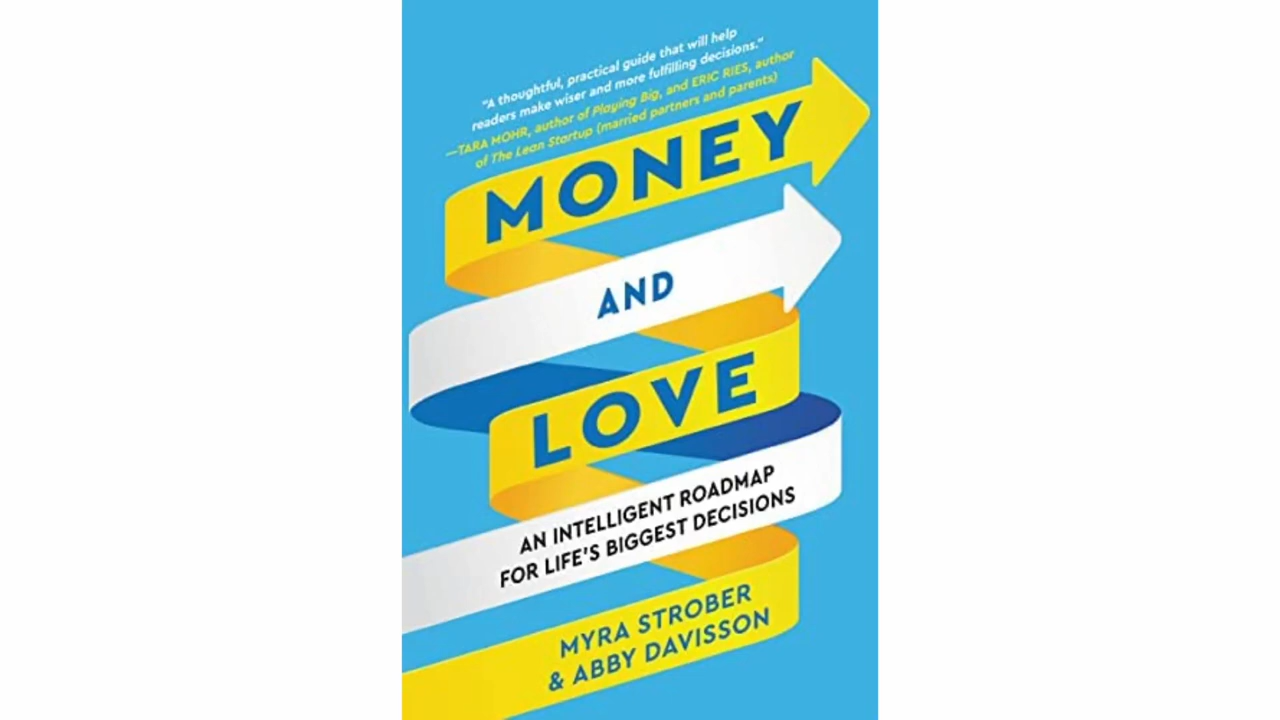 "A thoughtful, practical guide that will help
readers make wiser and more fulfilling decisions."
—TARA MOHR, author of Playing Big, and ERIC RIES, author
of The Lean Startup (married partners and parents)
MONEY
AND
LOVE
AN INTELLIGENT ROADMAP
FOR LIFE'S BIGGEST DECISIONS
MYRA STROBER
& ABBY DAVISSON